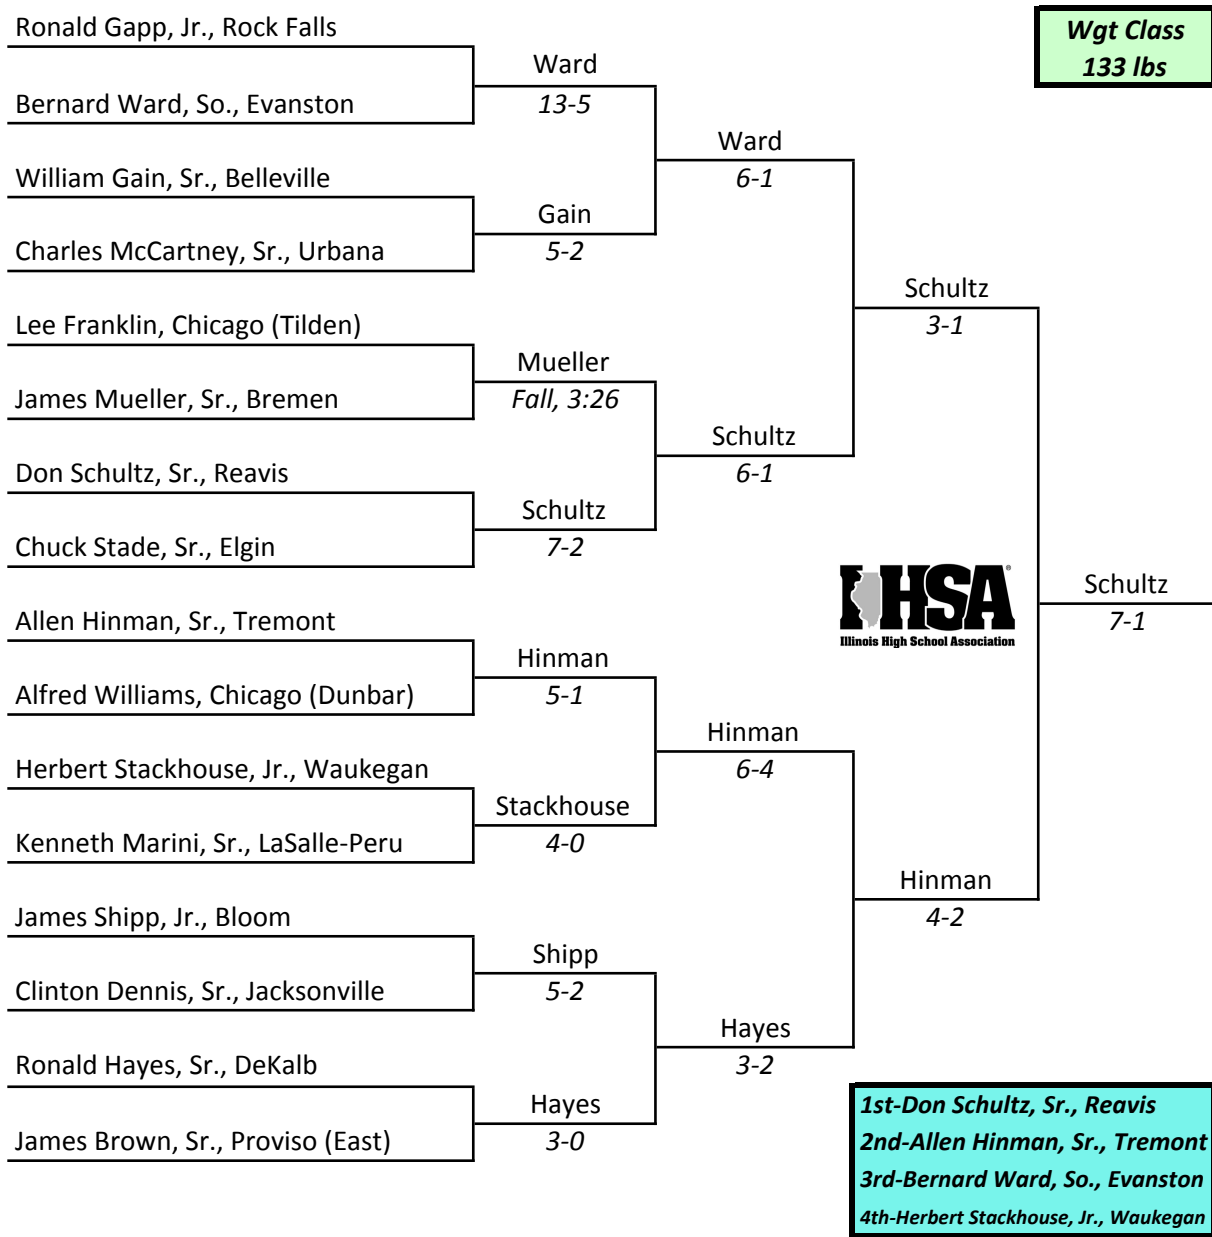 Ronald Gapp, Jr., Rock Falls
Bernard Ward, So., Evanston
William Gain, Sr., Belleville
Charles McCartney, Sr., Urbana
Lee Franklin, Chicago (Tilden)
James Mueller, Sr., Bremen
Don Schultz, Sr., Reavis
Chuck Stade, Sr., Elgin
Allen Hinman, Sr., Tremont
Alfred Williams, Chicago (Dunbar)
Herbert Stackhouse, Jr., Waukegan
Kenneth Marini, Sr., LaSalle-Peru
James Shipp, Jr., Bloom
Clinton Dennis, Sr., Jacksonville
Ronald Hayes, Sr., DeKalb
James Brown, Sr., Proviso (East)
Ward
13-5
Gain
5-2
Mueller
Fall, 3:26
Schultz
7-2
Hinman
5-1
Stackhouse
4-0
Shipp
5-2
Hayes
3-0
Ward
6-1
Schultz
6-1
Hinman
6-4
Hayes
3-2
Schultz
3-1
Hinman
4-2
Schultz
7-1
Wgt Class
133 lbs
IHSA®
Illinois High School Association
1st-Don Schultz, Sr., Reavis
2nd-Allen Hinman, Sr., Tremont
3rd-Bernard Ward, So., Evanston
4th-Herbert Stackhouse, Jr., Waukegan